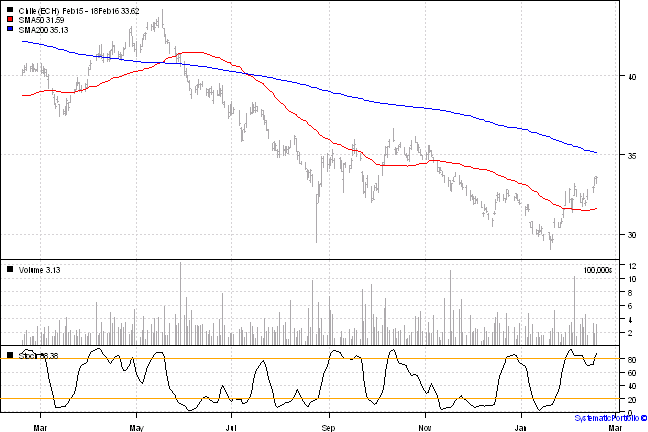 Chile (ECH) Feb15 - 18Feb16 33.62
SMA50 31.59
SMA200 35.13
40
35
30
Volume 3.13
100,000s
12
10
8
6
4
2
80
60
40
20
0
Mar May Jul Sep Nov Jan Mar
SystematicPortfolio ©